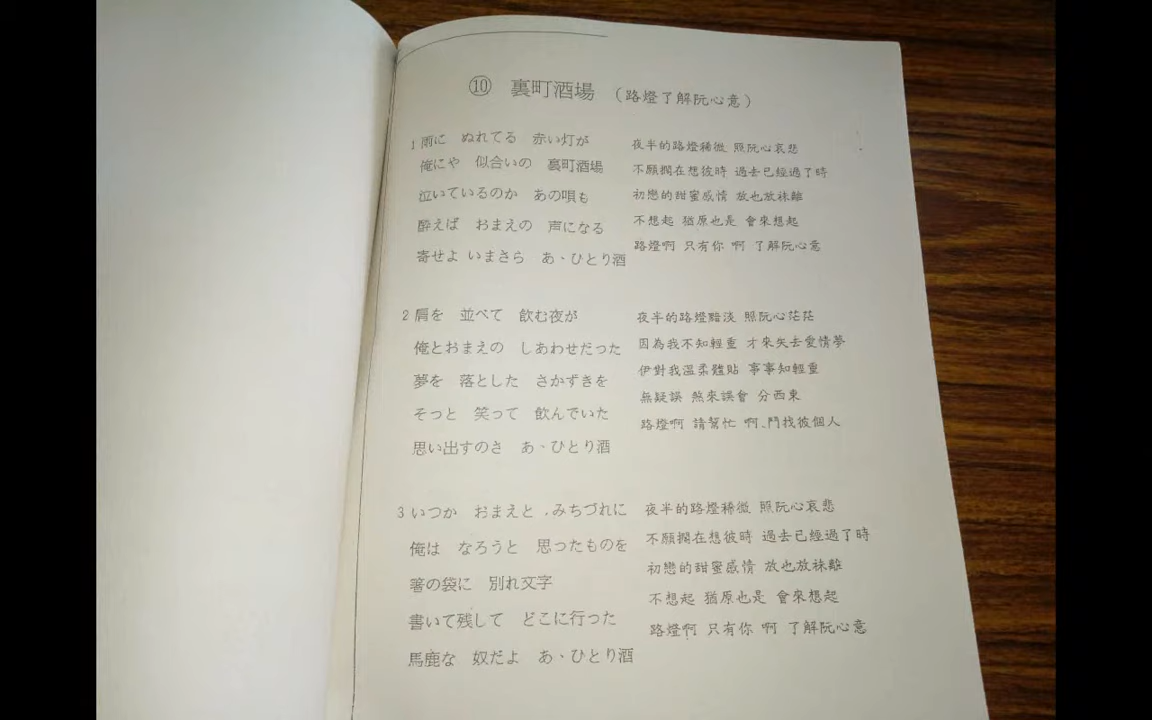 ⑩ 裏町酒場 (路燈了解阮心意)
1 雨に ぬれてる 赤い灯が
俺にや 似合いの 裏町酒場
泣いているのか あの唄も
酔えば おまえの 声になる
寄せよ いまさら あ、ひとり酒
夜半的路燈稀微 照阮心哀悲
不願擱在想彼時 過去已經過了時
初戀的甜蜜感情 放也放袜離
不想起 猶原也是 會來想起
路燈啊 只有你 啊 了解阮心意
2 肩を 並べて 飲む夜が
俺とおまえの しあわせだった
夢を 落とした さかずきを
そっと 笑って 飲んでいた
思い出すのさ あ、ひとり酒
夜半的路燈黯淡 照阮心茫茫
因為我不知輕重 才來失去愛情夢
伊對我溫柔體貼 事事知輕重
無疑誤 煞來誤會 分西東
路燈啊 請幫忙 啊、鬥找彼個人
3 いつか おまえと .みちづれに
俺は なろうと 思ったものを
箸の袋に 別れ文字
書いて残して どこに行った
馬鹿な 奴だよ あ、ひとり酒
夜半的路燈稀微 照阮心哀悲
不願擱在想彼時 過去已經過了時
初戀的甜蜜感情 放也放袜離
不想起 猶原也是 會來想起
路燈啊 只有你 啊 了解阮心意